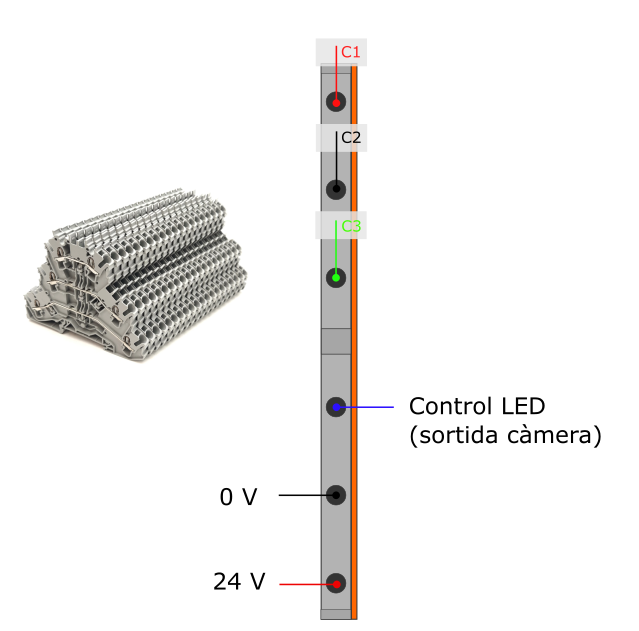 C1
C2
C3
Control LED
(sortida càmera)
0 V
24 V